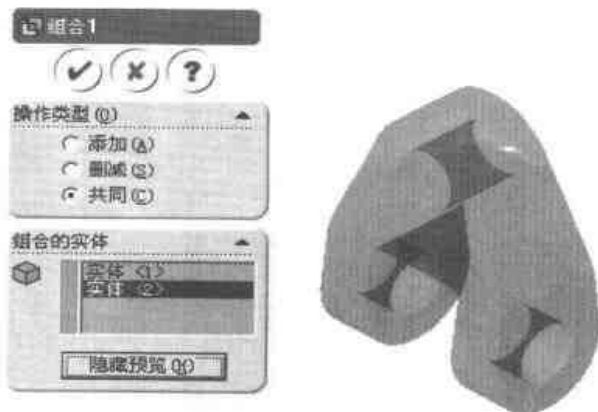 组合1
操作类型(O)
添加(A)
删减(S)
共同(C)
组合的实体
实体 <1>
实体 <2>
隐藏预览(K)